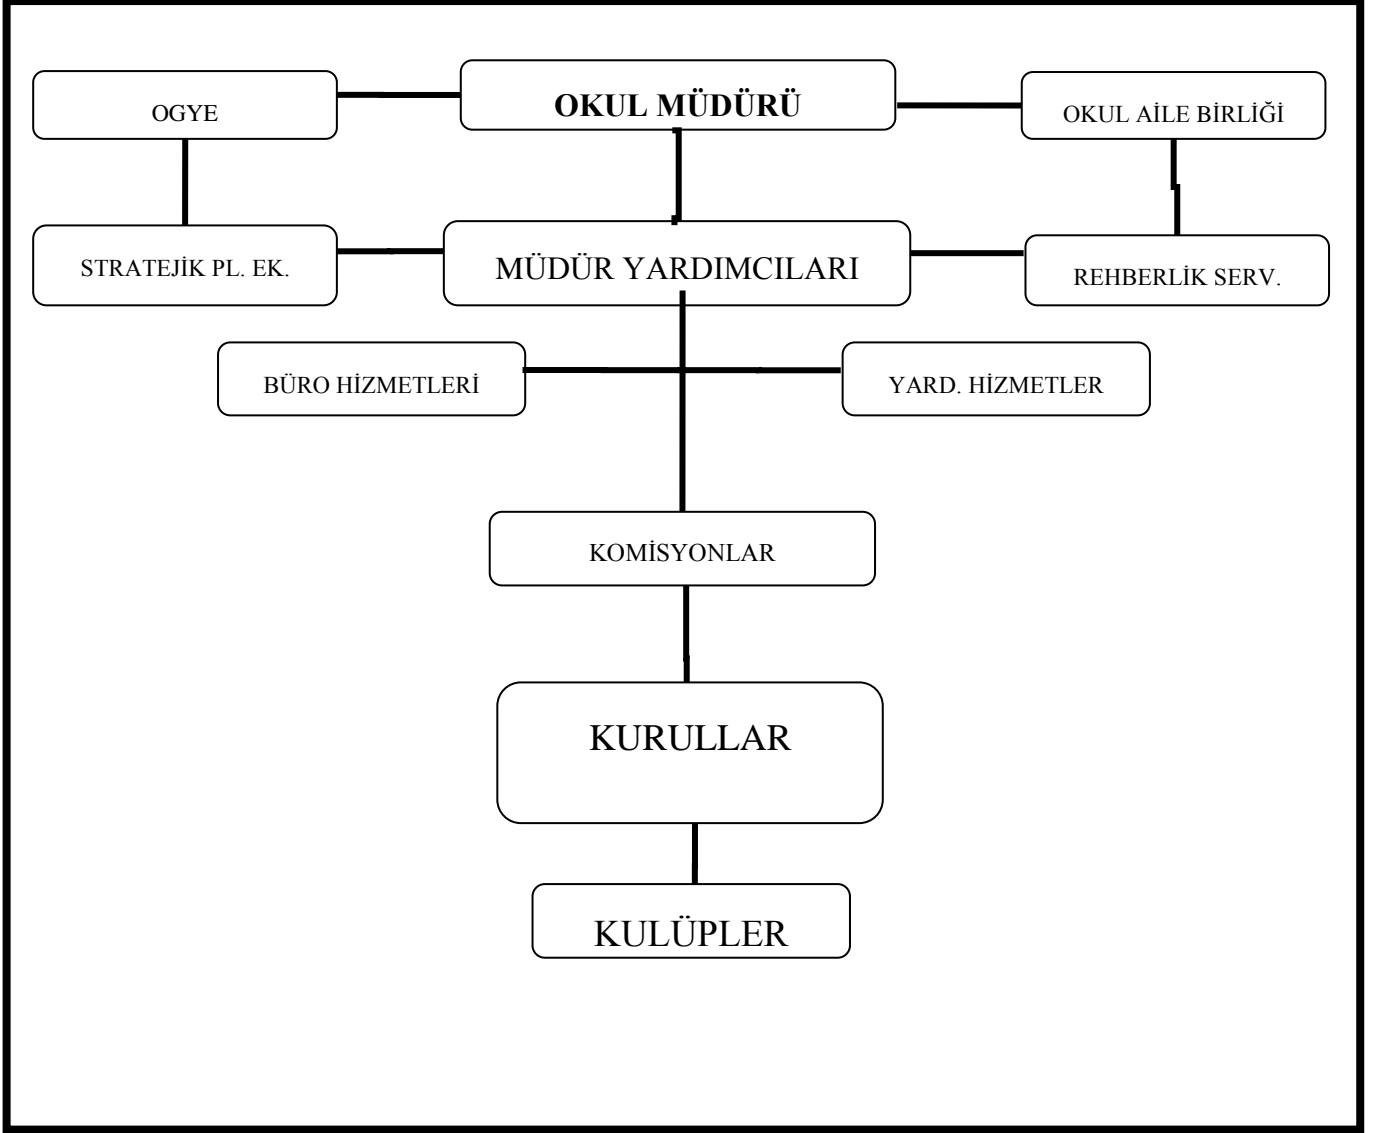 OGYE
OKUL MÜDÜRÜ
OKUL AİLE BİRLİĞİ
STRATEJİK PL. EK.
MÜDÜR YARDIMCILARI
REHBERLİK SERV.
BÜRO HİZMETLERİ
YARD. HİZMETLER
KOMİSYONLAR
KURULLAR
KULÜPLER